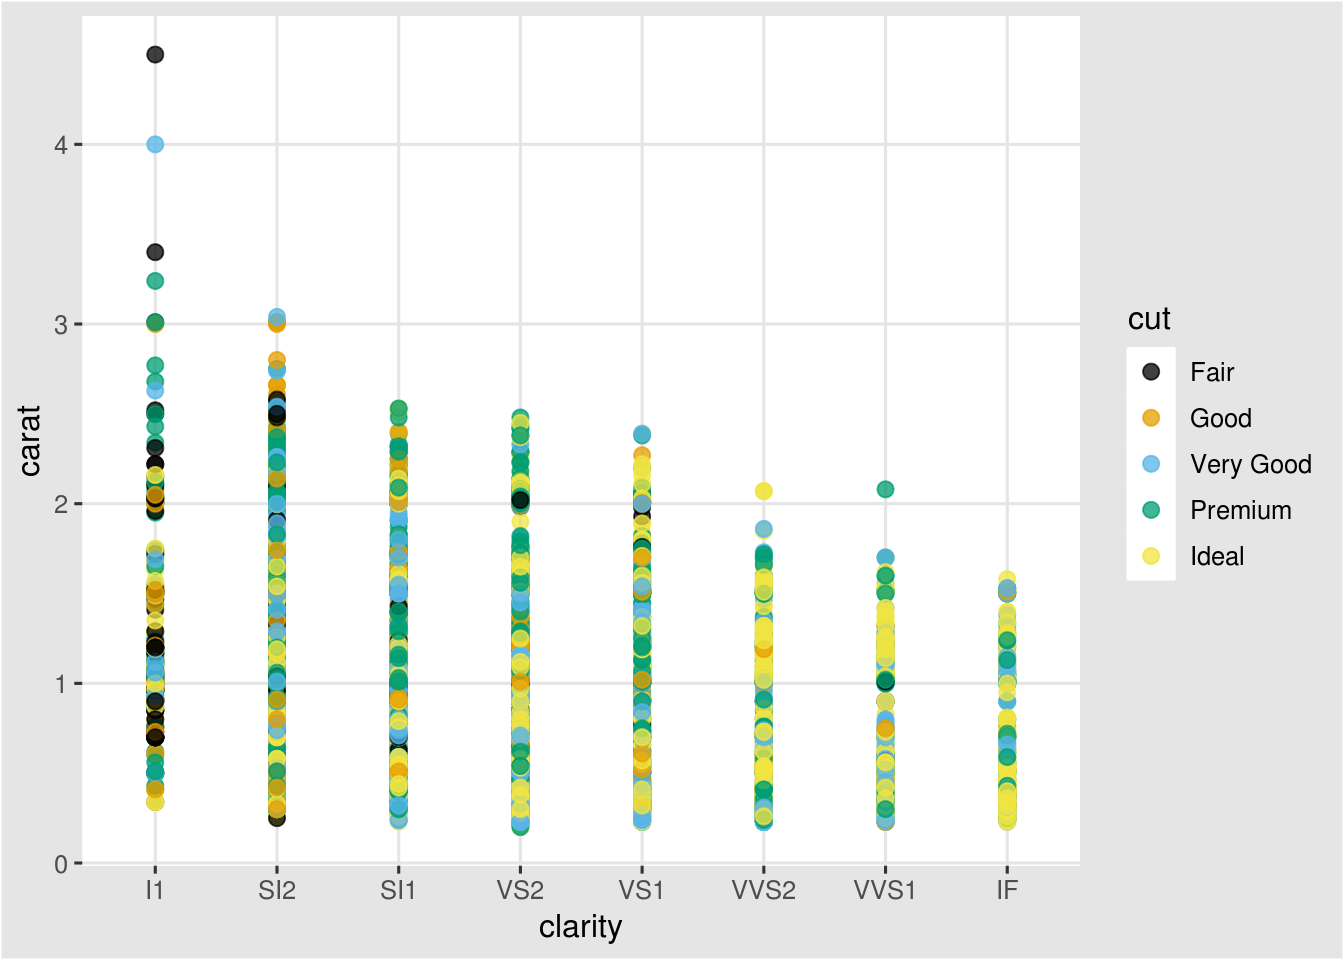 carat
4
3
2
1
0
I1 SI2 SI1 VS2 VS1 VVS2 VVS1 IF
clarity
cut
Fair
Good
Very Good
Premium
Ideal